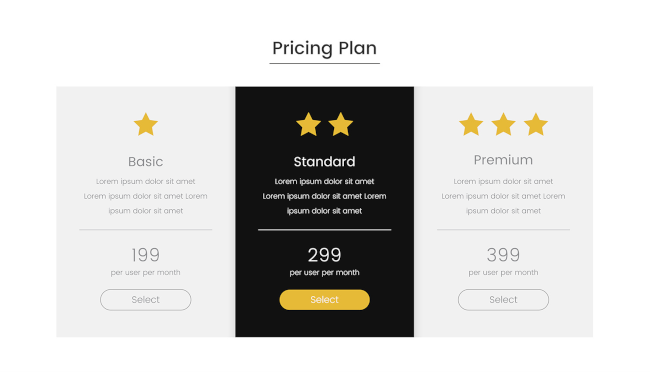 Pricing Plan
Basic
Lorem ipsum dolor sit amet
Lorem ipsum dolor sit amet Lorem
ipsum dolor sit amet
199
per user per month
Select
Standard
Lorem ipsum dolor sit amet
Lorem ipsum dolor sit amet Lorem
ipsum dolor sit amet
299
per user per month
Select
Premium
Lorem ipsum dolor sit amet
Lorem ipsum dolor sit amet Lorem
ipsum dolor sit amet
399
per user per month
Select